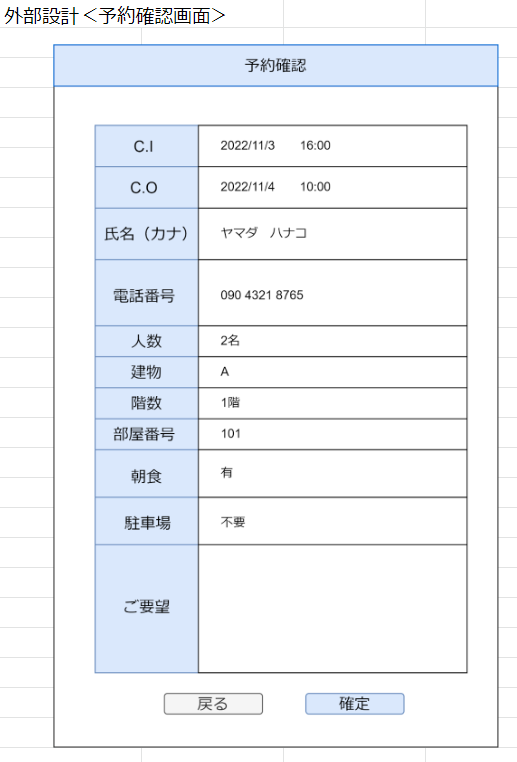 外部設計＜予約確認画面＞
予約確認
C.I 2022/11/3 16:00
C.O 2022/11/4 10:00
氏名（カナ） ヤマダ　ハナコ
電話番号 090 4321 8765
人数 2名
建物 A
階数 1階
部屋番号 101
朝食 有
駐車場 不要
ご要望
戻る 確定